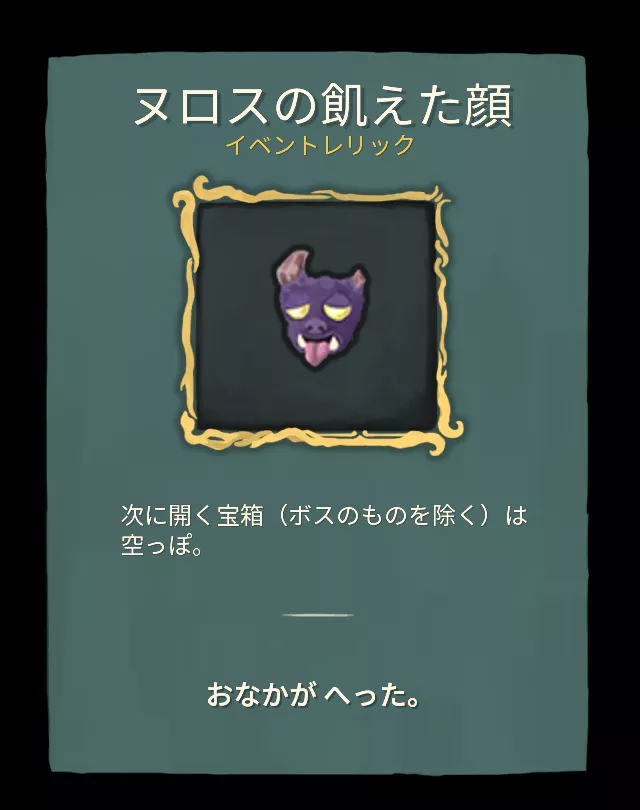 ヌロスの飢えた顔
イベントレリック
次に開く宝箱（ボスのものを除く）は
空っぽ。
おなかが へった。